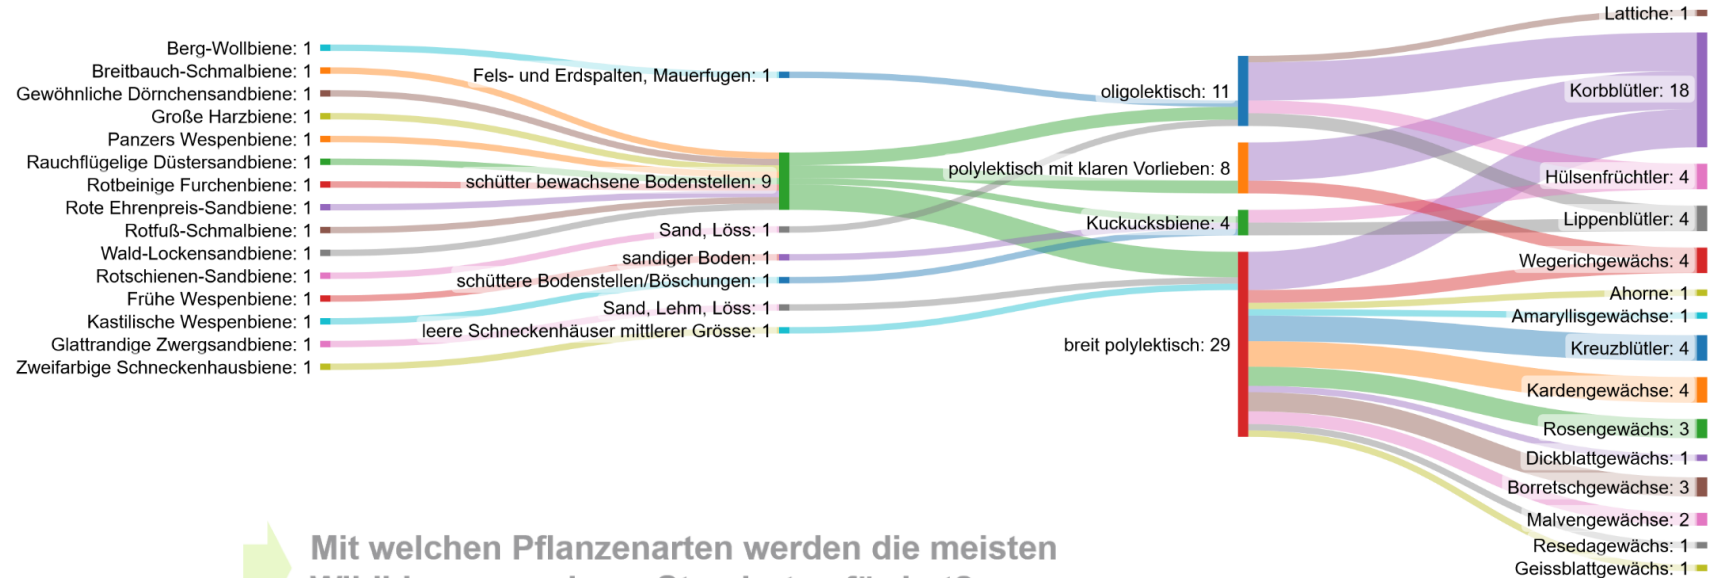 Berg-Wollbiene: 1
Breitbauch-Schmalbiene: 1
Gewöhnliche Dörnchensandbiene: 1
Große Harzbiene: 1
Panzers Wespenbiene: 1
Rauchflügelige Düstersandbiene: 1
Rotbeinige Furchenbiene: 1
Rote Ehrenpreis-Sandbiene: 1
Rotfuß-Schmalbiene: 1
Wald-Lockensandbiene: 1
Rotschienen-Sandbiene: 1
Frühe Wespenbiene: 1
Kastilische Wespenbiene: 1
Glattrandige Zwergsandbiene: 1
Zweifarbige Schneckenhausbiene: 1
Fels- und Erdspalten, Mauerfugen: 1
schütter bewachsene Bodenstellen: 9
Sand, Löss: 1
sandiger Boden: 1
schüttere Bodenstellen/Böschungen: 1
Sand, Lehm, Löss: 1
leere Schneckenhäuser mittlerer Grösse: 1
oligolektisch: 11
polylektisch mit klaren Vorlieben: 8
Kuckucksbiene: 4
breit polylektisch: 29
Lattiche: 1
Korbblütler: 18
Hülsenfrüchtler: 4
Lippenblütler: 4
Wegerichgewächs: 4
Ahorne: 1
Amaryllisgewächse: 1
Kreuzblütler: 4
Kardengewächse: 4
Rosengewächs: 3
Dickblattgewächs: 1
Borretschgewächse: 3
Malvengewächse: 2
Resedagewächs: 1
Geissblattgewächs: 1
Mit welchen Pflanzenarten werden die meisten